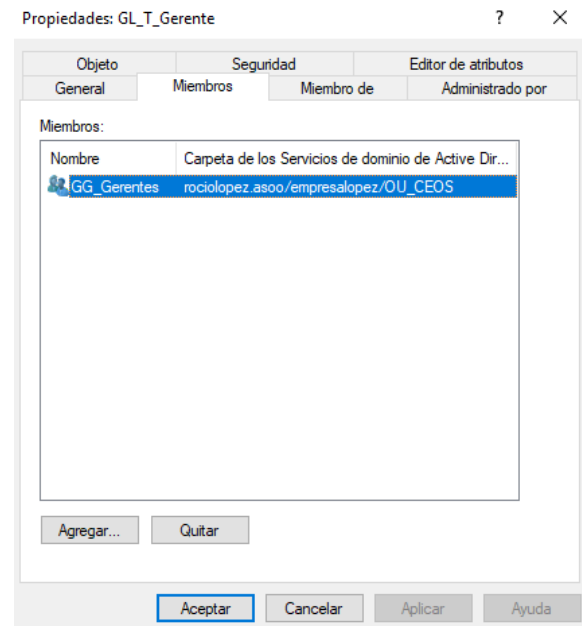 Propiedades: GL_T_Gerente ? ×
Objeto Seguridad Editor de atributos
General Miembros Miembro de Administrado por
Miembros:
Nombre Carpeta de los Servicios de dominio de Active Dir...
GG_Gerentes rociolopez.asoo/empresalopez/OU_CEOS
Agregar... Quitar
Aceptar Cancelar Aplicar Ayuda